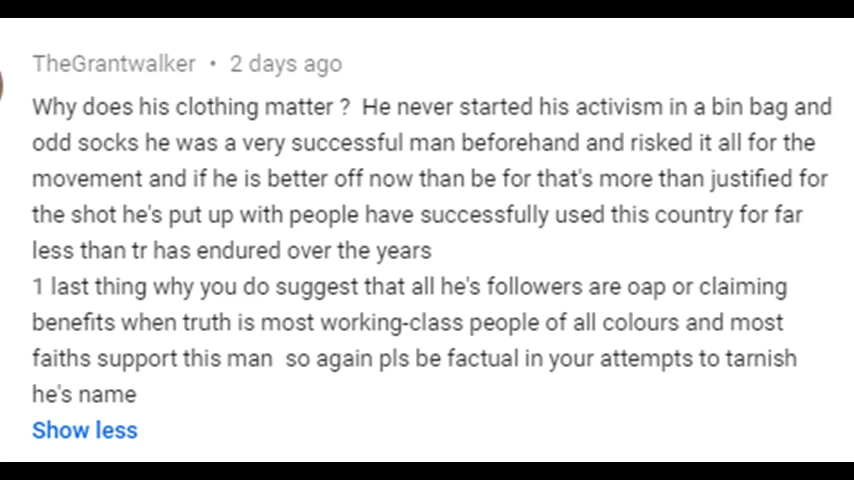 TheGrantwalker • 2 days ago
Why does his clothing matter ? He never started his activism in a bin bag and
odd socks he was a very successful man beforehand and risked it all for the
movement and if he is better off now than be for that's more than justified for
the shot he's put up with people have successfully used this country for far
less than tr has endured over the years
1 last thing why you do suggest that all he's followers are oap or claiming
benefits when truth is most working-class people of all colours and most
faiths support this man so again pls be factual in your attempts to tarnish
he's name
Show less